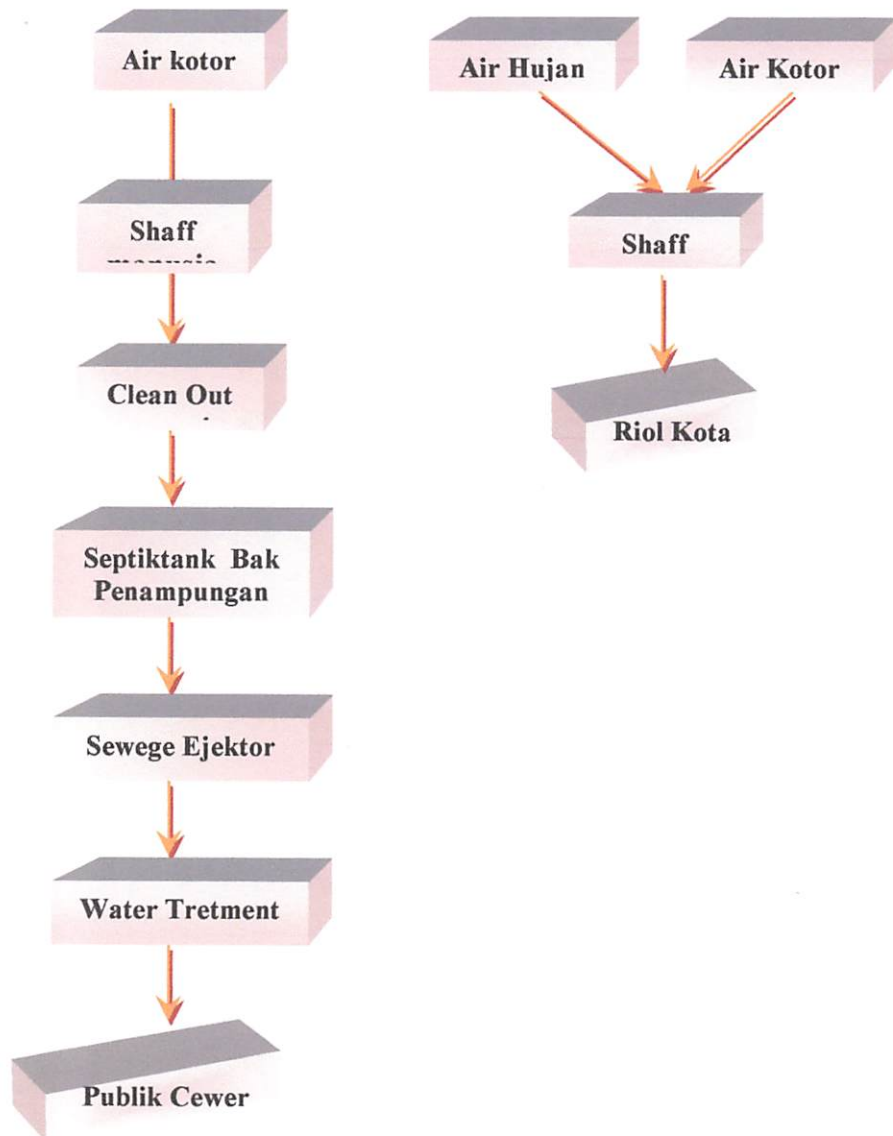 Air kotor
Shaff
Clean Out
Septiktank Bak
Penampungan
Sewege Ejektor
Water Tretment
Publik Cewer
Air Hujan
Air Kotor
Shaff
Riol Kota